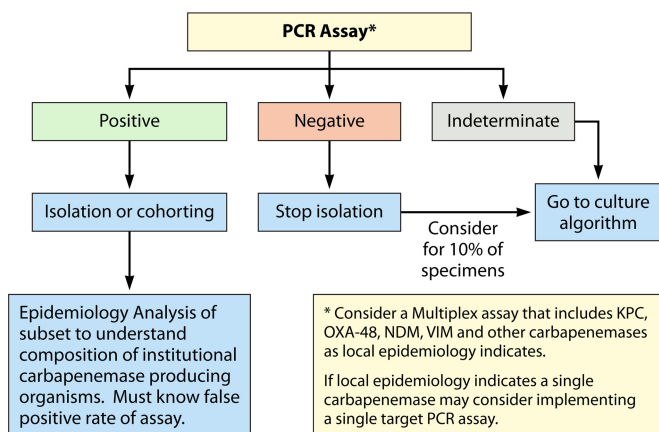 PCR Assay*
Positive
Negative
Indeterminate
Isolation or cohorting
Stop isolation
Consider
for 10% of
specimens
Go to culture
algorithm
Epidemiology Analysis of
subset to understand
composition of institutional
carbapenemase producing
organisms.  Must know false
positive rate of assay.
* Consider a Multiplex assay that includes KPC,
OXA-48, NDM, VIM and other carbapenemases
as local epidemiology indicates.
If local epidemiology indicates a single
carbapenemase may consider implementing
a single target PCR assay.